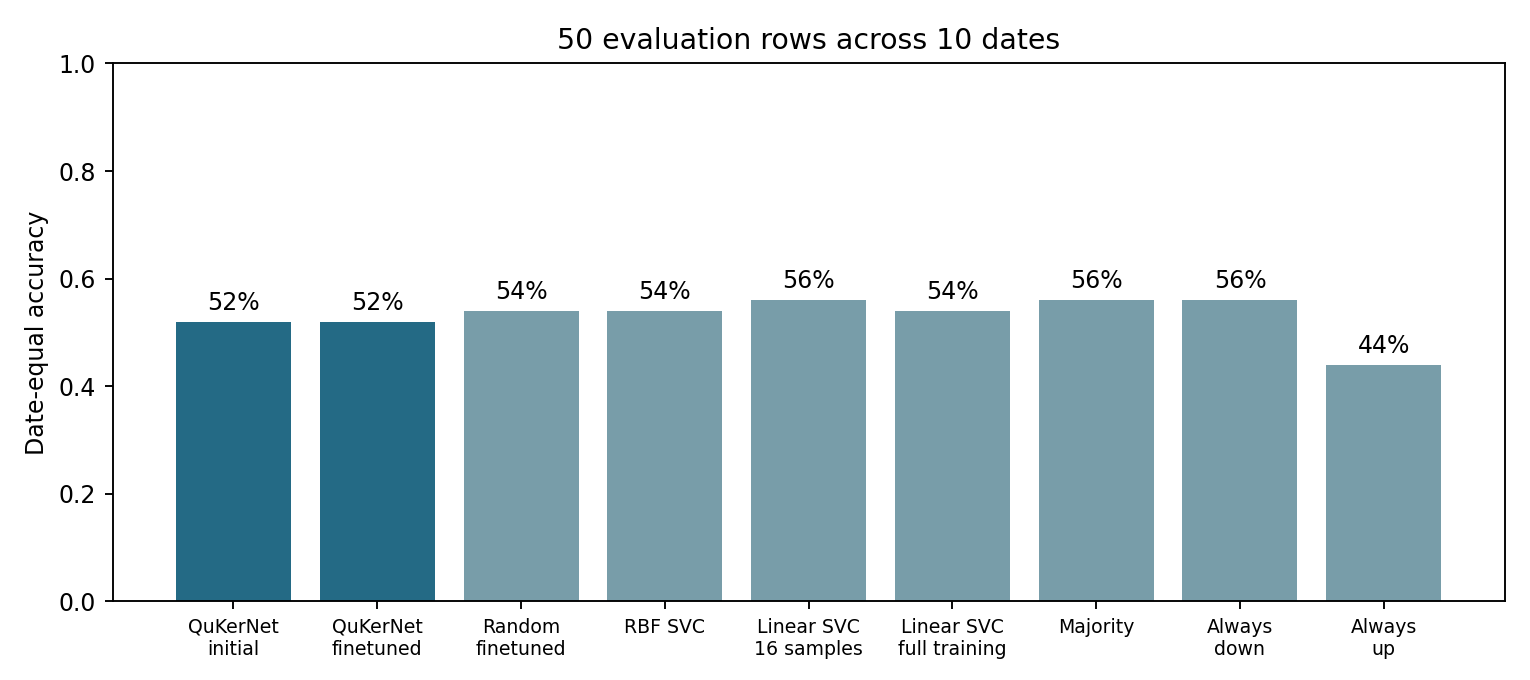 50 evaluation rows across 10 dates
Date-equal accuracy
1.0
0.8
0.6
0.4
0.2
0.0
52%
52%
54%
54%
56%
54%
56%
56%
44%
QuKerNet
initial
QuKerNet
finetuned
Random
finetuned
RBF SVC
Linear SVC
16 samples
Linear SVC
full training
Majority
Always
down
Always
up